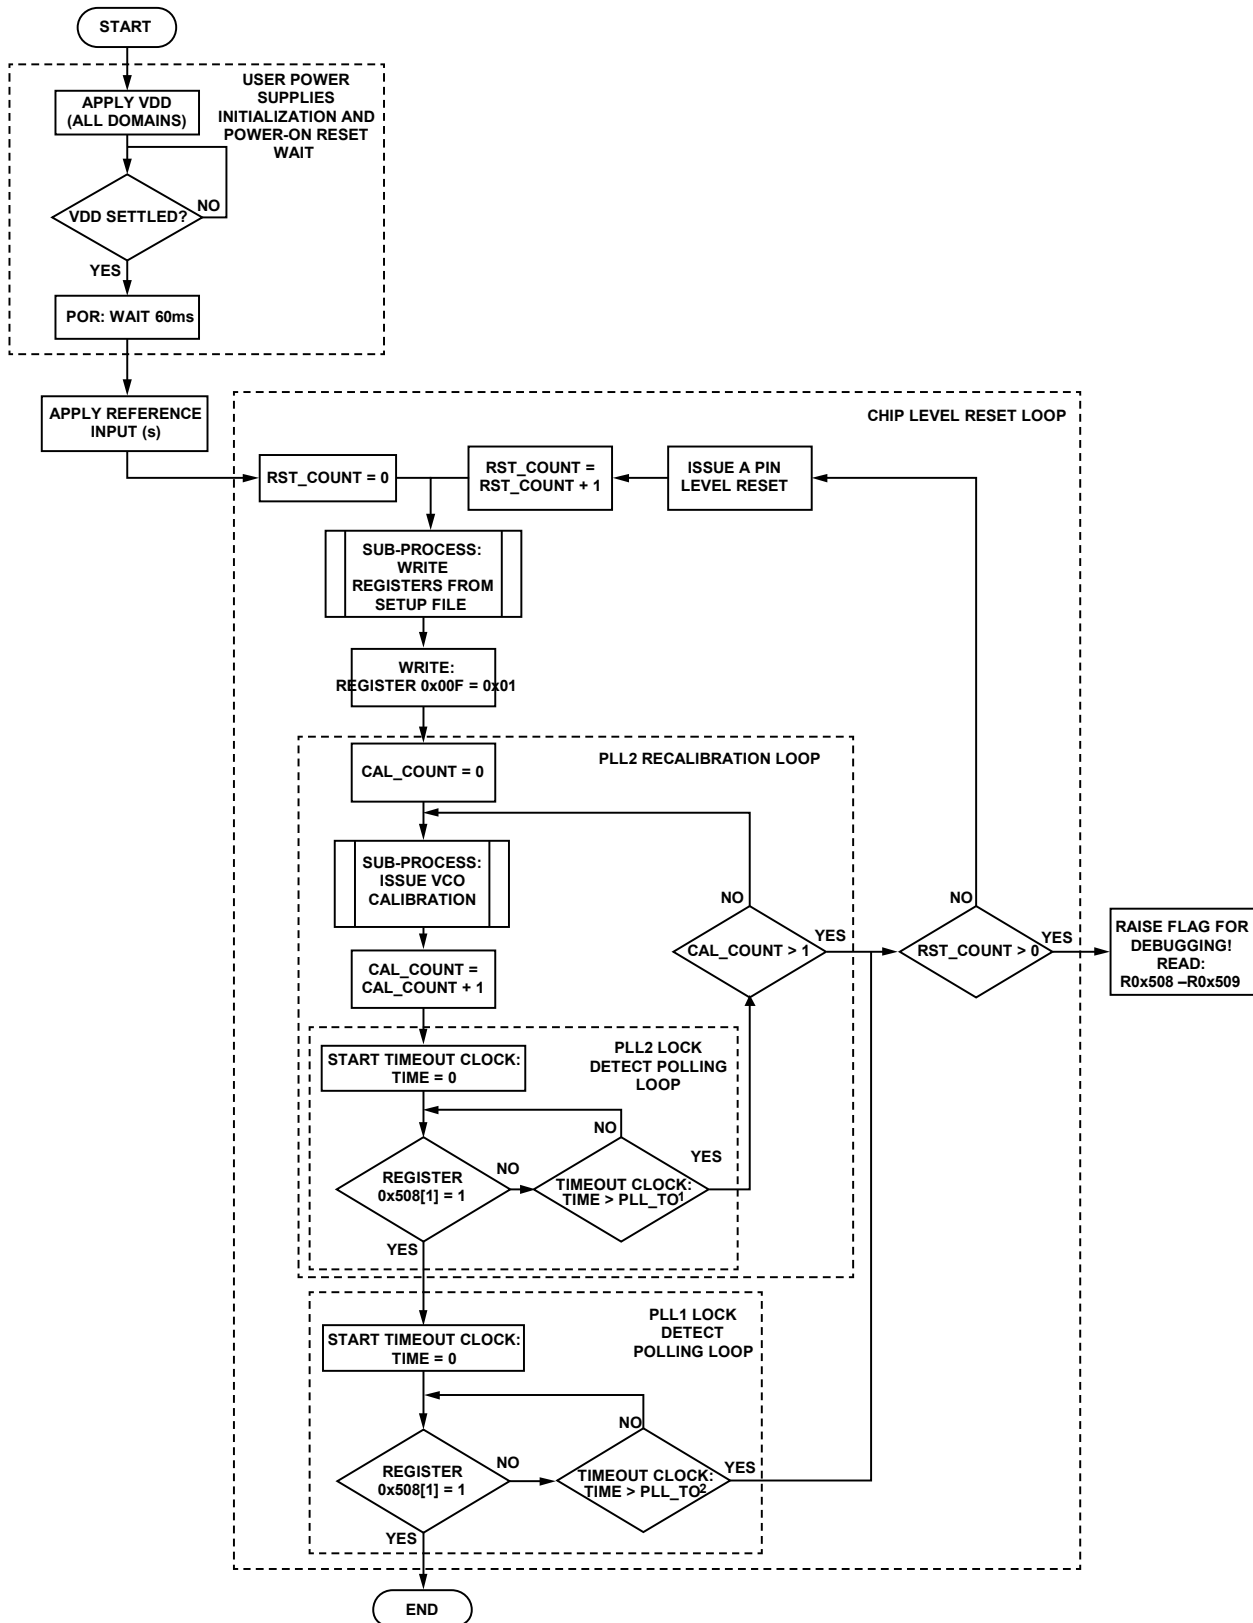 START
USER POWER
SUPPLIES
INITIALIZATION AND
POWER-ON RESET
WAIT
APPLY VDD
(ALL DOMAINS)
VDD SETTLED?
NO
YES
POR: WAIT 60ms
APPLY REFERENCE
INPUT (s)
CHIP LEVEL RESET LOOP
RST_COUNT = 0
RST_COUNT =
RST_COUNT + 1
ISSUE A PIN
LEVEL RESET
SUB-PROCESS:
WRITE
REGISTERS FROM
SETUP FILE
WRITE:
REGISTER 0x00F = 0x01
PLL2 RECALIBRATION LOOP
CAL_COUNT = 0
SUB-PROCESS:
ISSUE VCO
CALIBRATION
NO
CAL_COUNT > 1
YES
NO
RST_COUNT > 0
YES
RAISE FLAG FOR
DEBUGGING!
READ:
R0x508 –R0x509
CAL_COUNT =
CAL_COUNT + 1
PLL2 LOCK
DETECT POLLING
LOOP
START TIMEOUT CLOCK:
TIME = 0
NO
REGISTER
0x508[1] = 1
NO
TIMEOUT CLOCK:
TIME > PLL_TO1
YES
YES
PLL1 LOCK
DETECT
POLLING LOOP
START TIMEOUT CLOCK:
TIME = 0
NO
REGISTER
0x508[1] = 1
NO
TIMEOUT CLOCK:
TIME > PLL_TO2
YES
YES
END